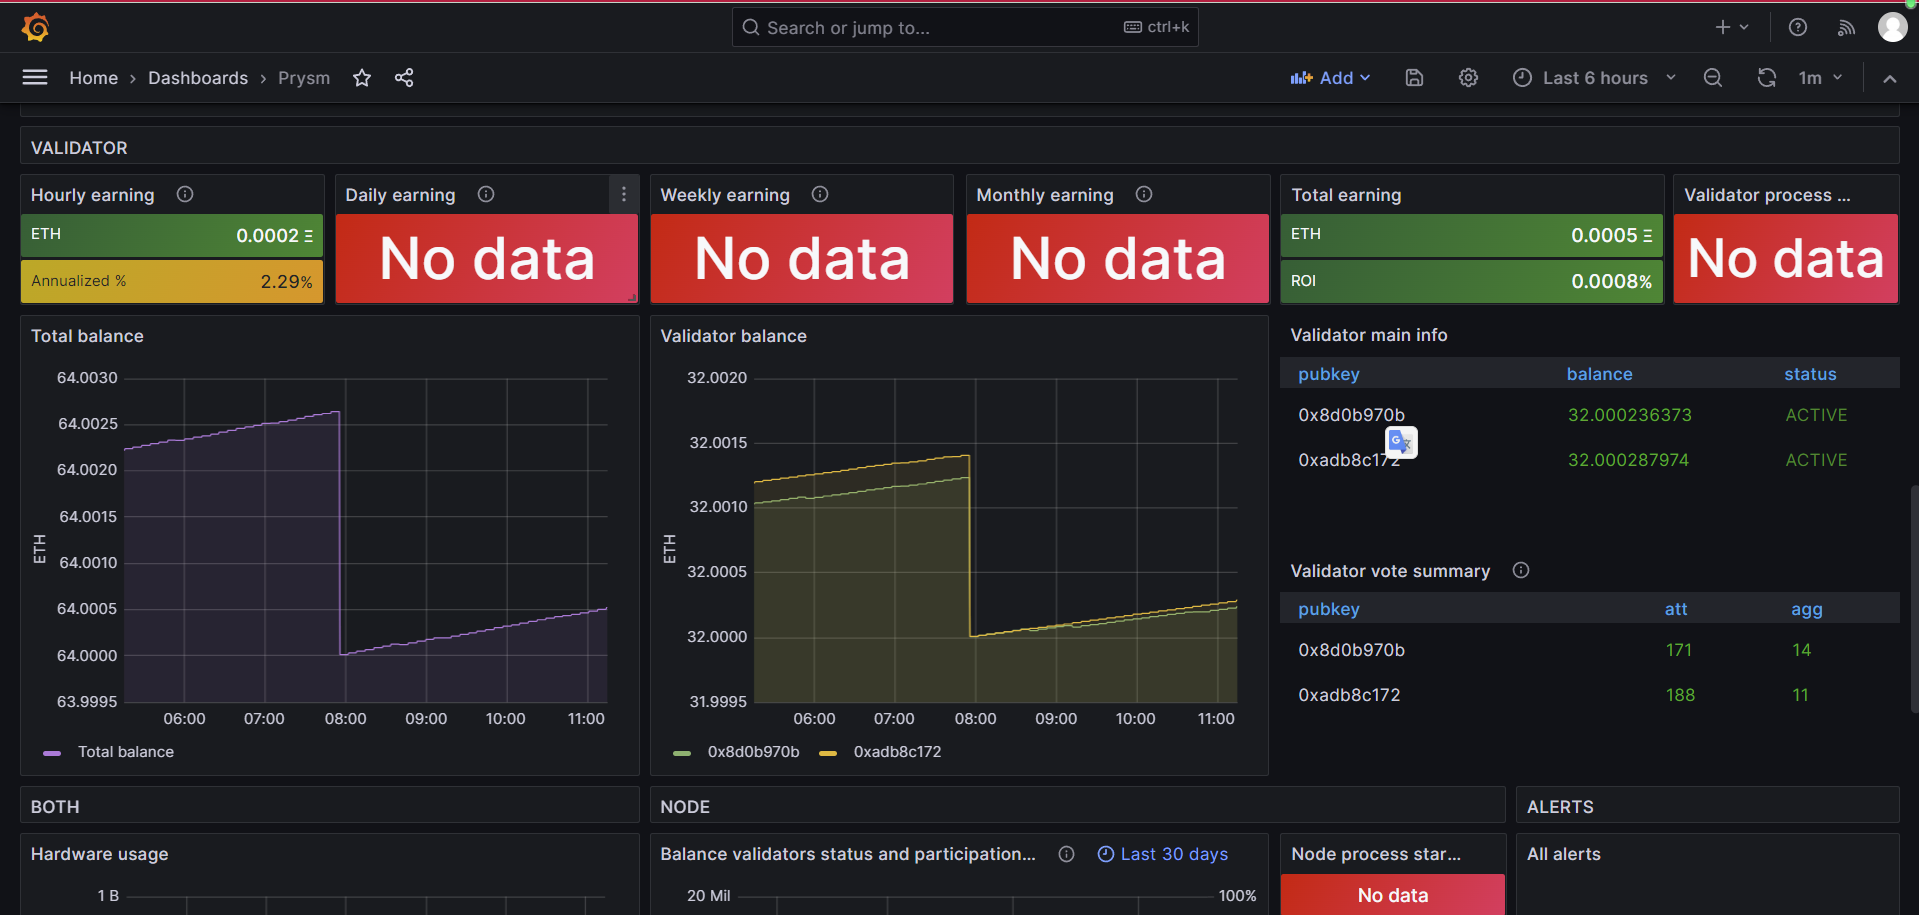 Search or jump to...
ctrl+k
Home › Dashboards › Prysm
Add
Last 6 hours
1m
VALIDATOR
Hourly earning
ETH
0.0002 Ξ
Annualized %
2.29%
Daily earning
No data
Weekly earning
No data
Monthly earning
No data
Total earning
ETH
0.0005 Ξ
ROI
0.0008%
Validator process ...
No data
Total balance
64.0030
64.0025
64.0020
64.0015
64.0010
64.0005
64.0000
63.9995
ETH
06:00 07:00 08:00 09:00 10:00 11:00
Total balance
Validator balance
32.0020
32.0015
32.0010
32.0005
32.0000
31.9995
ETH
06:00 07:00 08:00 09:00 10:00 11:00
0x8d0b970b 0xadb8c172
Validator main info
pubkey balance status
0x8d0b970b 32.000236373 ACTIVE
0xadb8c172 32.000287974 ACTIVE
Validator vote summary
pubkey att agg
0x8d0b970b 171 14
0xadb8c172 188 11
BOTH
NODE
ALERTS
Hardware usage
1 B
Balance validators status and participation...
Last 30 days
20 Mil
100%
Node process star...
No data
All alerts